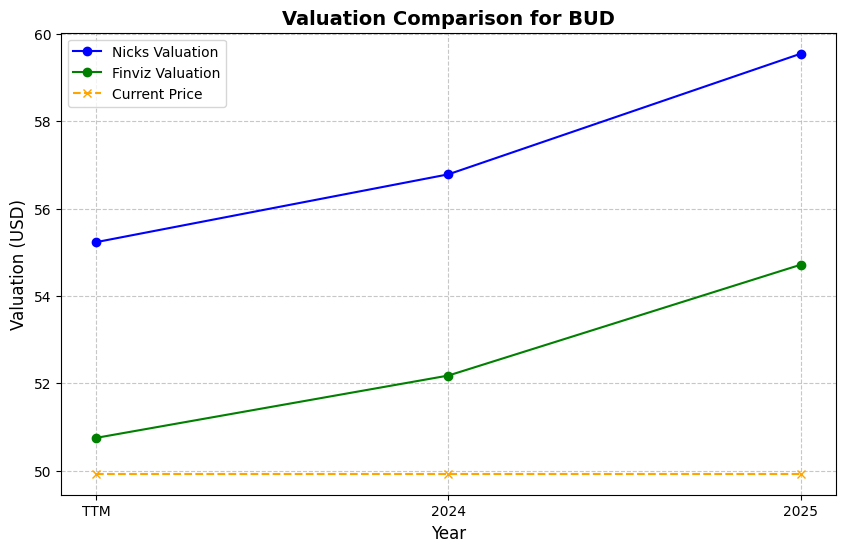 Valuation Comparison for BUD
Nicks Valuation
Finviz Valuation
Current Price
Valuation (USD)
60
58
56
54
52
50
TTM
2024
2025
Year